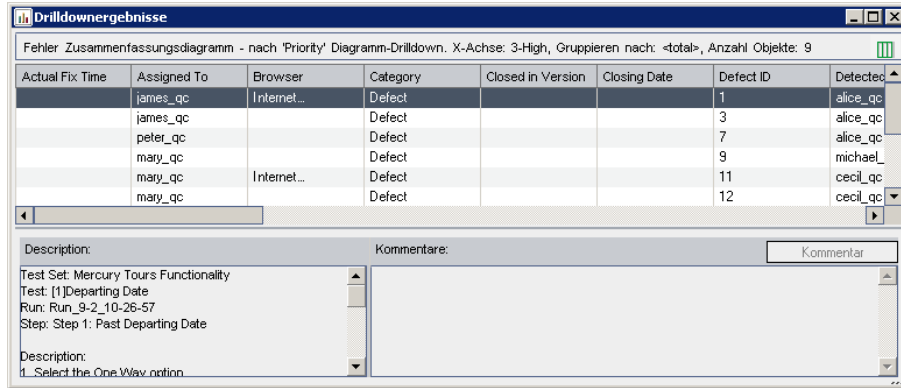 Drilldownergebnisse
Fehler Zusammenfassungsdiagramm - nach 'Priority' Diagramm-Drilldown. X-Achse: 3-High, Gruppieren nach: <total>, Anzahl Objekte: 9
Actual Fix Time Assigned To Browser Category Closed in Version Closing Date Defect ID Detected
james_qc Internet... Defect 1 alice_qc
james_qc Defect 3 alice_qc
peter_qc Defect 7 alice_qc
mary_qc Defect 9 michael_
mary_qc Internet... Defect 11 cecil_qc
mary_qc Defect 12 cecil_qc
Description: Kommentare: Kommentar
Test Set: Mercury Tours Functionality
Test: [1]Departing Date
Run: Run_9-2_10-26-57
Step: Step 1: Past Departing Date
Description:
1. Select the One Way option